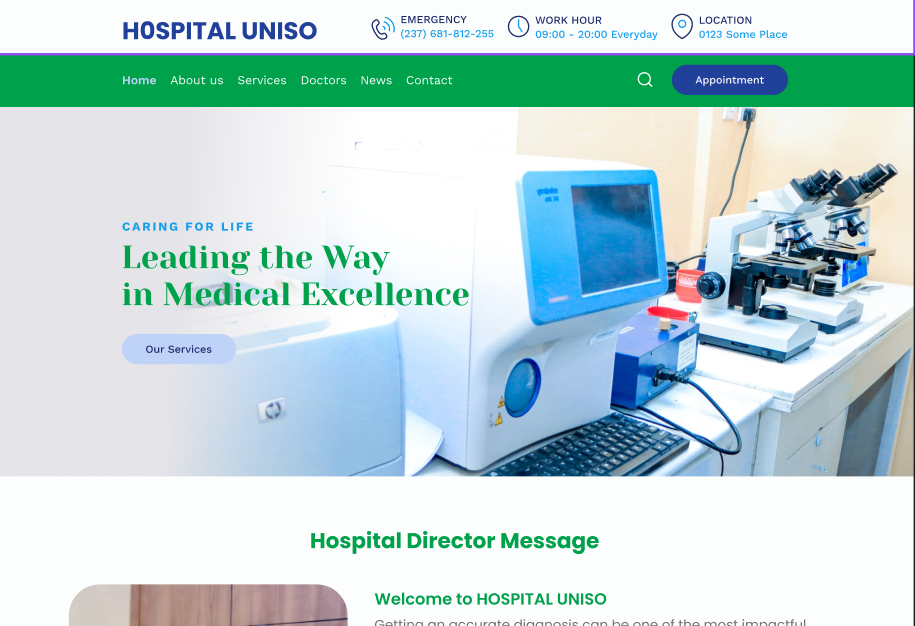 H0SPITAL UNISO
EMERGENCY
(237) 681-812-255
WORK HOUR
09:00 - 20:00 Everyday
LOCATION
0123 Some Place
Home About us Services Doctors News Contact
Appointment
CARING FOR LIFE
Leading the Way
in Medical Excellence
Our Services
Hospital Director Message
Welcome to HOSPITAL UNISO
Getting an accurate diagnosis can be one of the most impactful